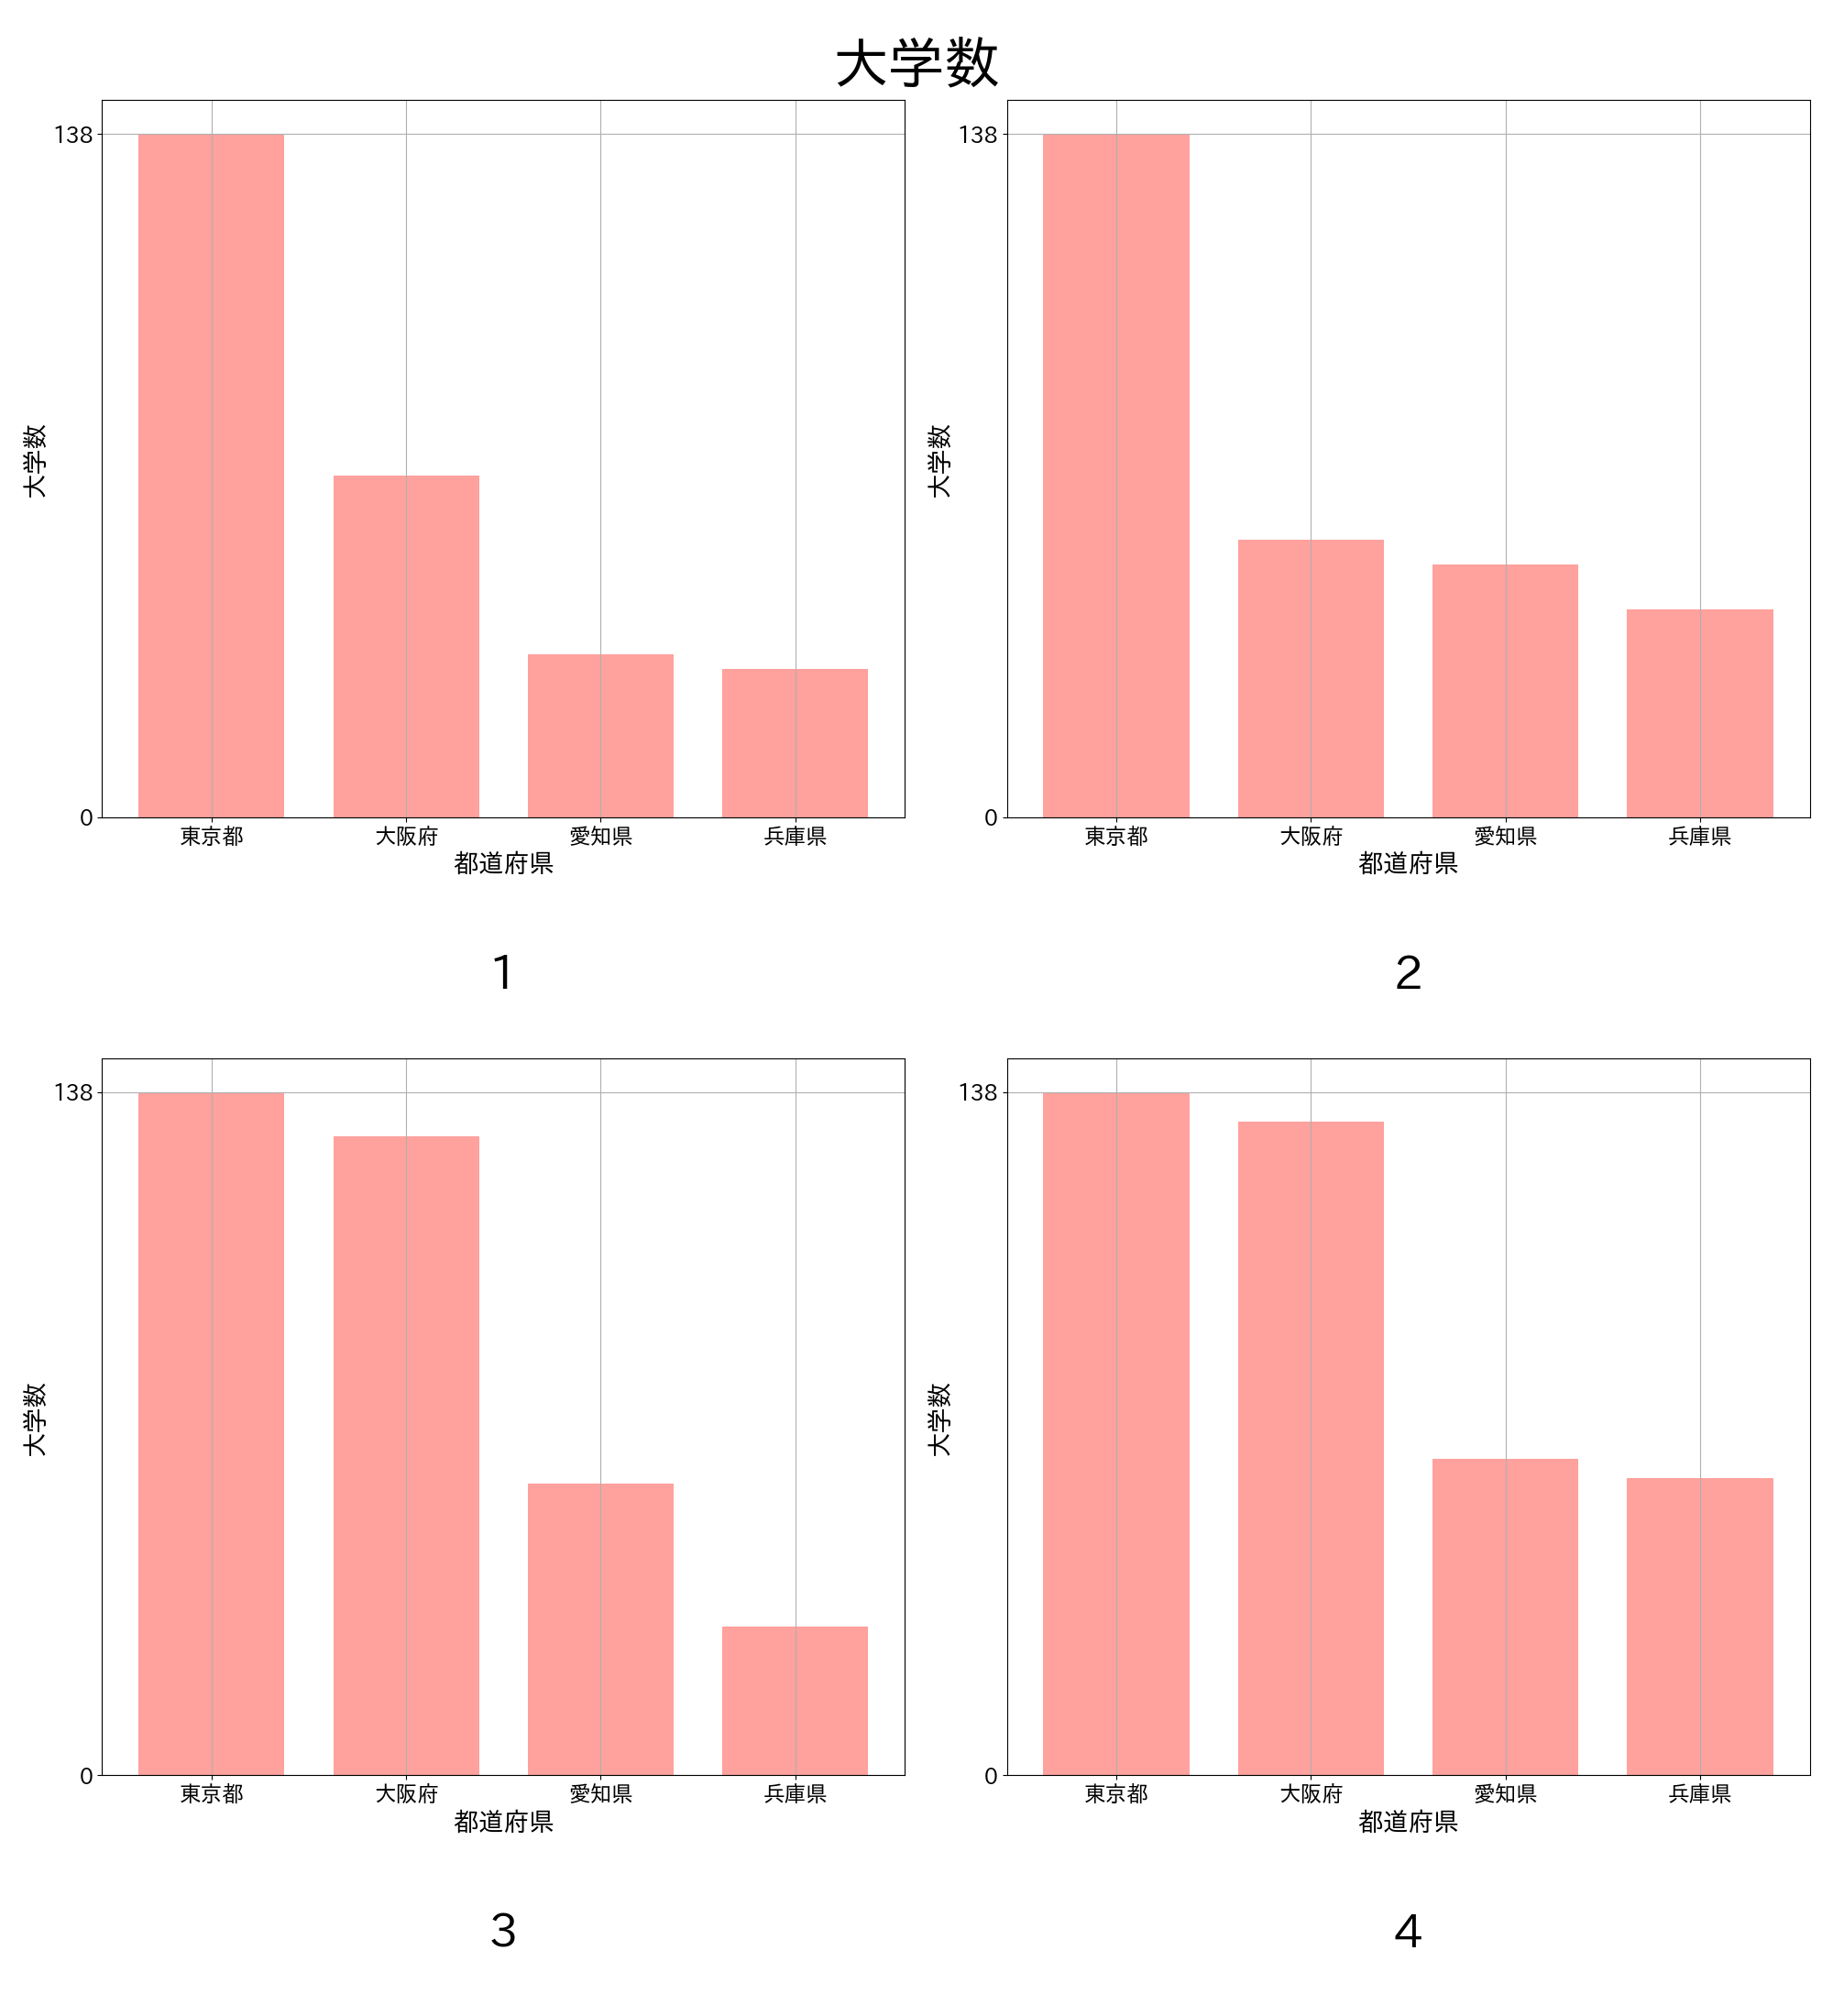 大学数
138
0
大学数
東京都 大阪府 愛知県 兵庫県
都道府県
1
138
0
大学数
東京都 大阪府 愛知県 兵庫県
都道府県
2
138
0
大学数
東京都 大阪府 愛知県 兵庫県
都道府県
3
138
0
大学数
東京都 大阪府 愛知県 兵庫県
都道府県
4